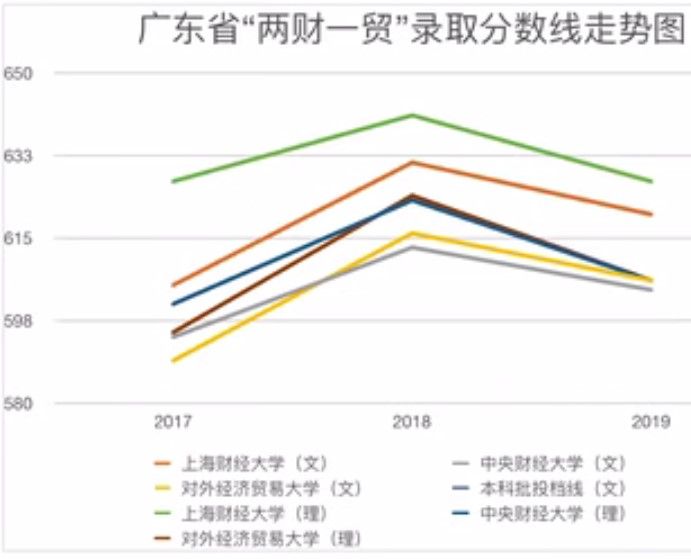 广东省“两财一贸”录取分数线走势图
650
633
615
598
580
2017 2018 2019
上海财经大学（文） 中央财经大学（文）
对外经济贸易大学（文） 本科批投档线（文）
上海财经大学（理） 中央财经大学（理）
对外经济贸易大学（理）